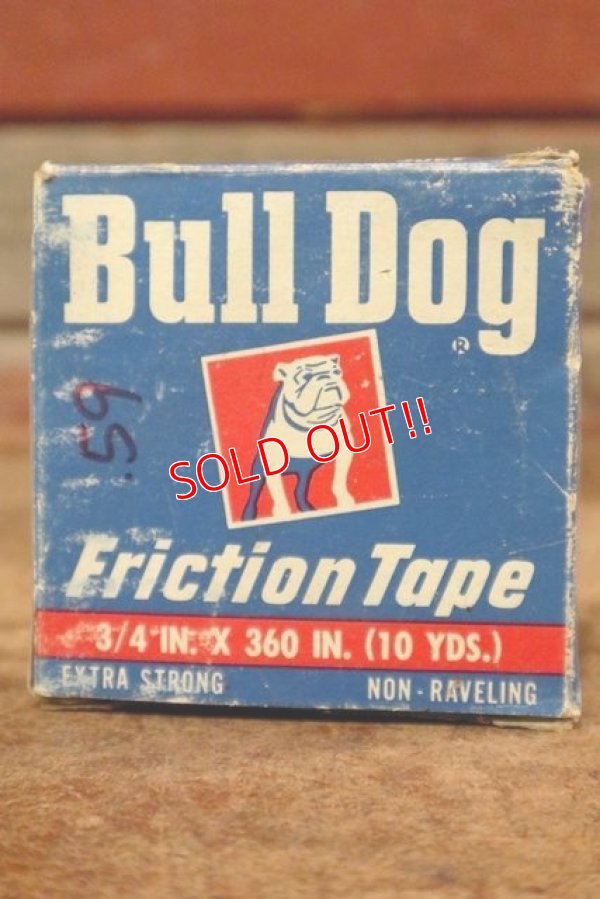 Bull Dog
®
.59
SOLD OUT!!
Friction Tape
3/4 IN. X 360 IN. (10 YDS.)
EXTRA STRONG
NON-RAVELING